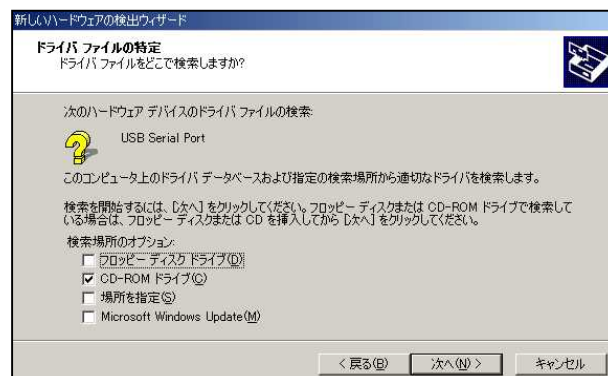 新しいハードウェアの検出ウィザード
ドライバ ファイルの特定
ドライバ ファイルをどこで検索しますか?
次のハードウェア デバイスのドライバ ファイルの検索:
USB Serial Port
このコンピュータ上のドライバ データベースおよび指定の検索場所から適切なドライバを検索します。
検索を開始するには、[次へ] をクリックしてください。フロッピー ディスクまたは CD-ROM ドライブで検索して
いる場合は、フロッピー ディスクまたは CD を挿入してから [次へ] をクリックしてください。
検索場所のオプション:
フロッピー ディスク ドライブ(D)
CD-ROM ドライブ(C)
場所を指定(S)
Microsoft Windows Update(M)
< 戻る(B) 次へ(N) > キャンセル